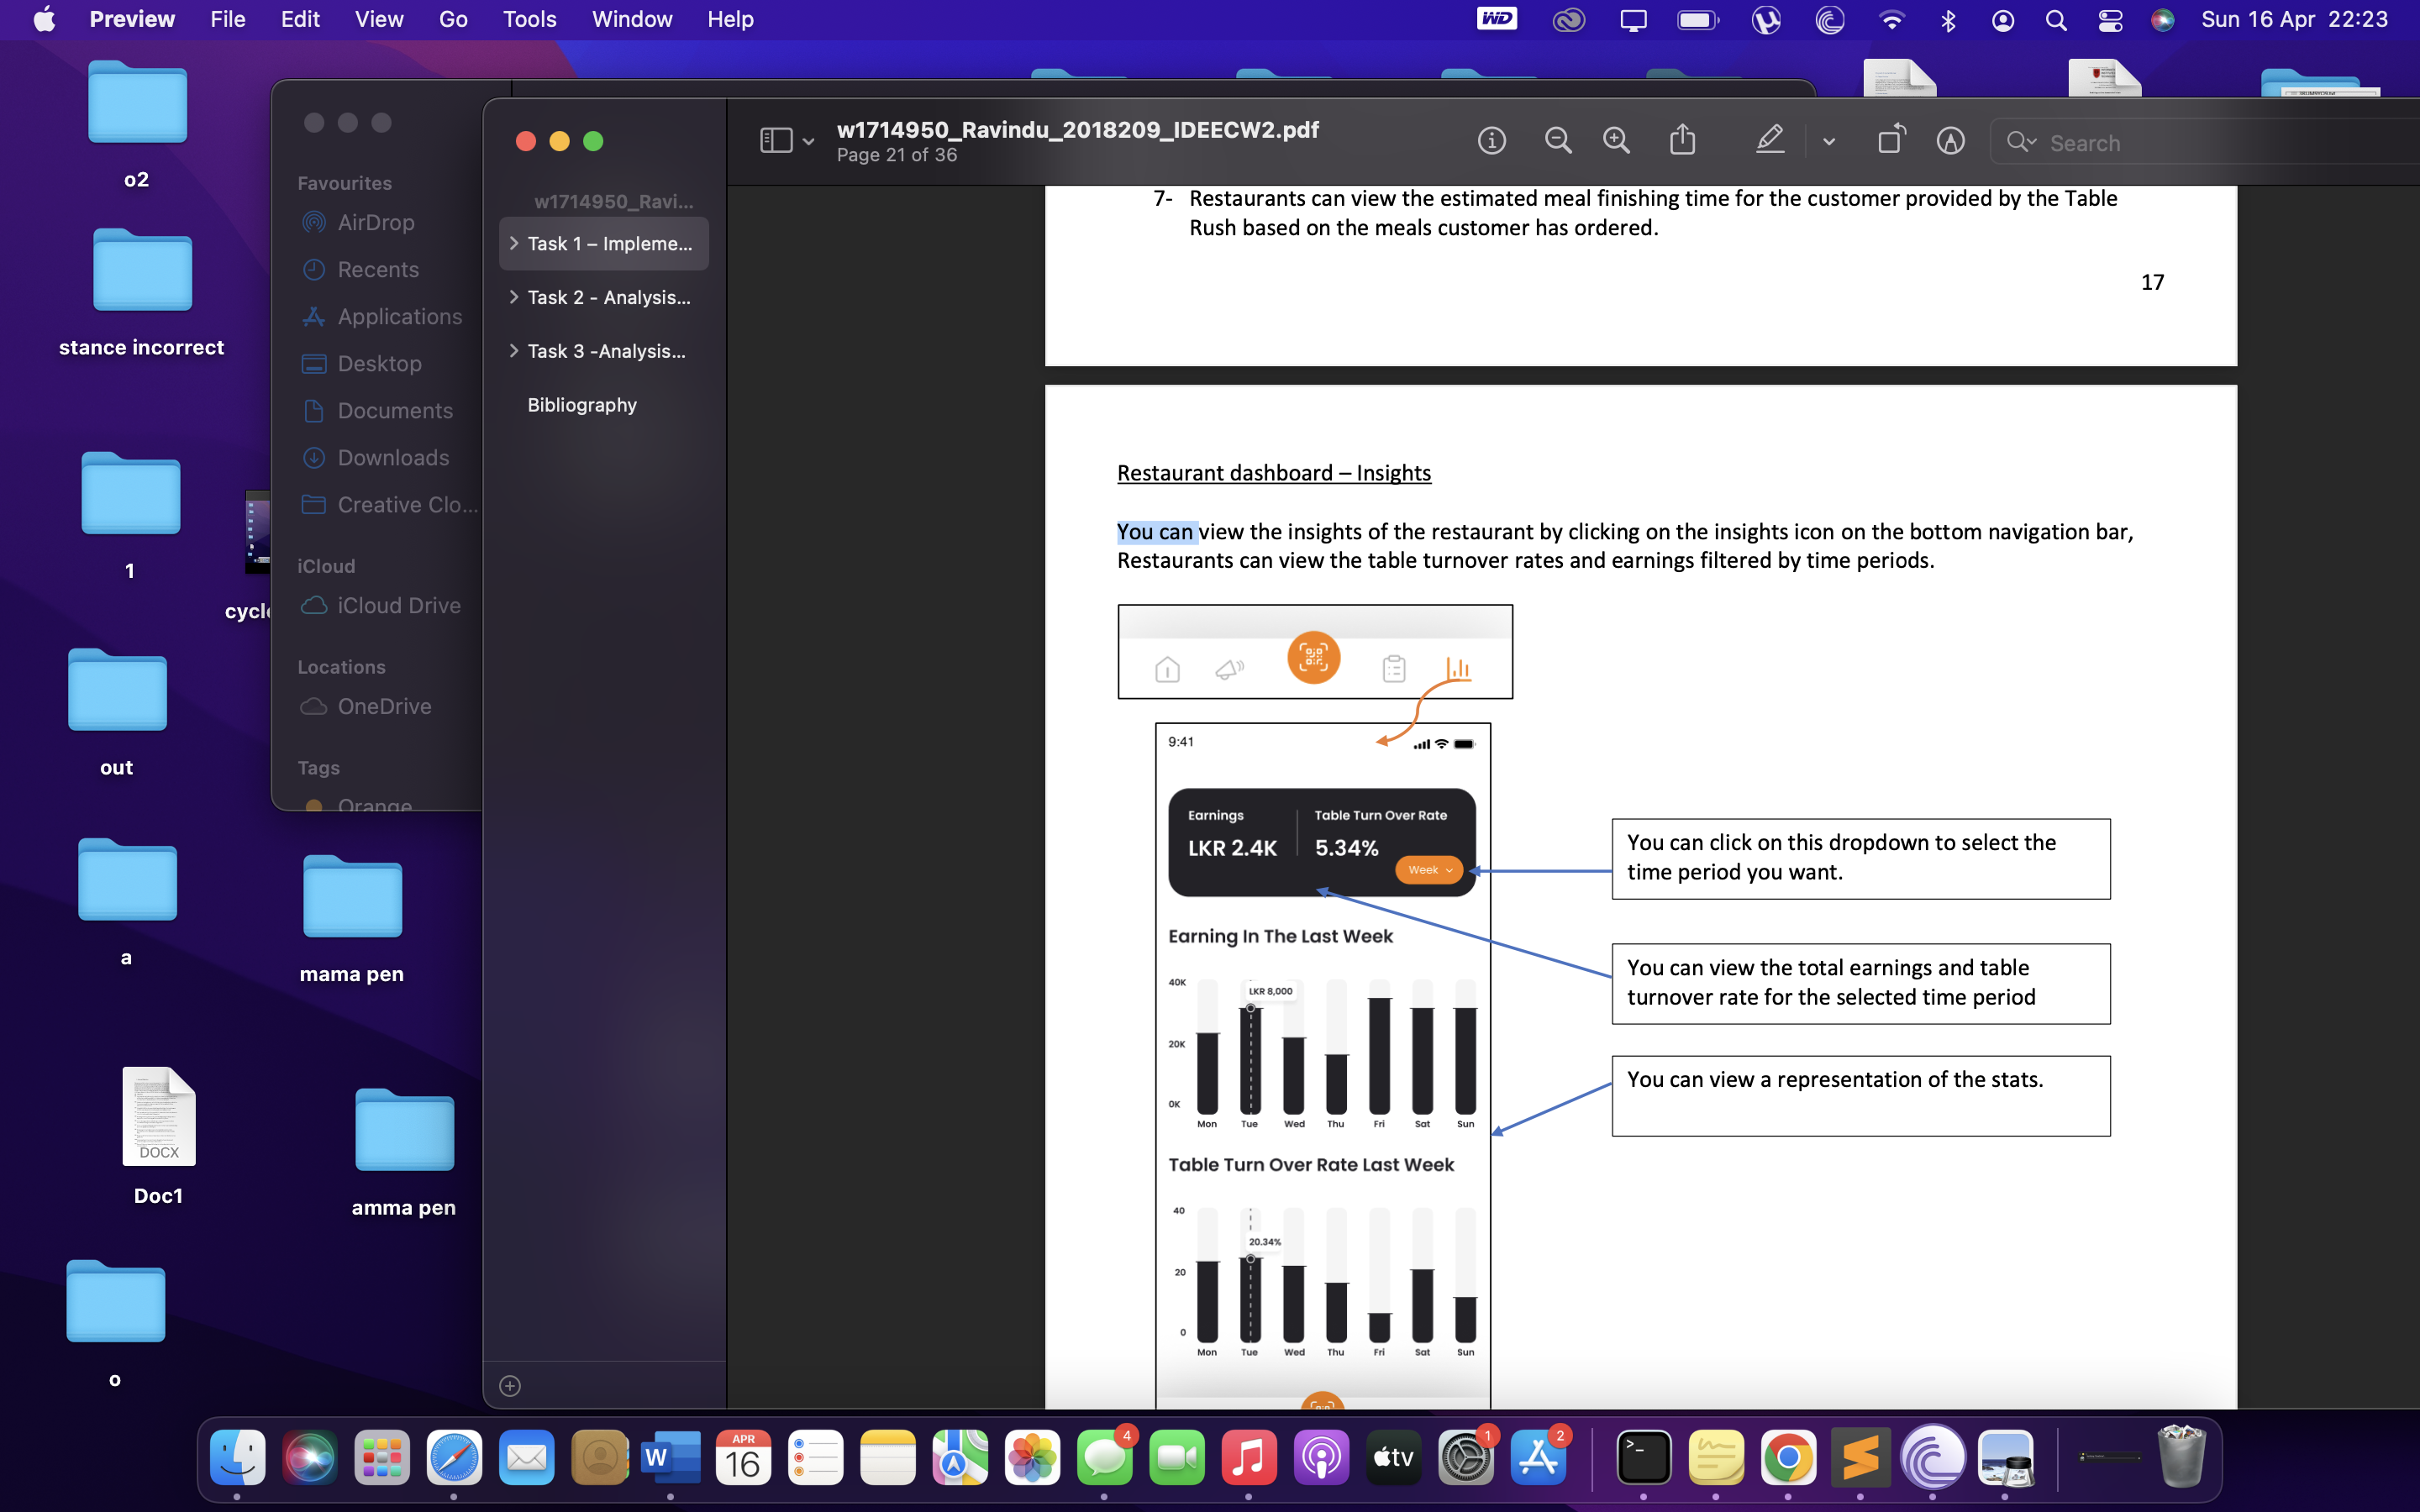 Preview File Edit View Go Tools Window Help
WD
Sun 16 Apr 22:23
o2
stance incorrect
1
cycle
out
a
mama pen
DOCX
Doc1
amma pen
o
Favourites
AirDrop
Recents
Applications
Desktop
Documents
Downloads
Creative Clo...
iCloud
iCloud Drive
Locations
OneDrive
Tags
Orange
w1714950_Ravi...
Task 1 – Impleme...
Task 2 - Analysis...
Task 3 -Analysis...
Bibliography
w1714950_Ravindu_2018209_IDEECW2.pdf
Page 21 of 36
Search
7- Restaurants can view the estimated meal finishing time for the customer provided by the Table
Rush based on the meals customer has ordered.
17
Restaurant dashboard – Insights
You can view the insights of the restaurant by clicking on the insights icon on the bottom navigation bar,
Restaurants can view the table turnover rates and earnings filtered by time periods.
9:41
Earnings
LKR 2.4K
Table Turn Over Rate
5.34%
Week
You can click on this dropdown to select the
time period you want.
You can view the total earnings and table
turnover rate for the selected time period
You can view a representation of the stats.
Earning In The Last Week
40K
LKR 8,000
20K
0K
Mon Tue Wed Thu Fri Sat Sun
Table Turn Over Rate Last Week
40
20.34%
20
0
Mon Tue Wed Thu Fri Sat Sun
W
APR
16
4
tv
1
2